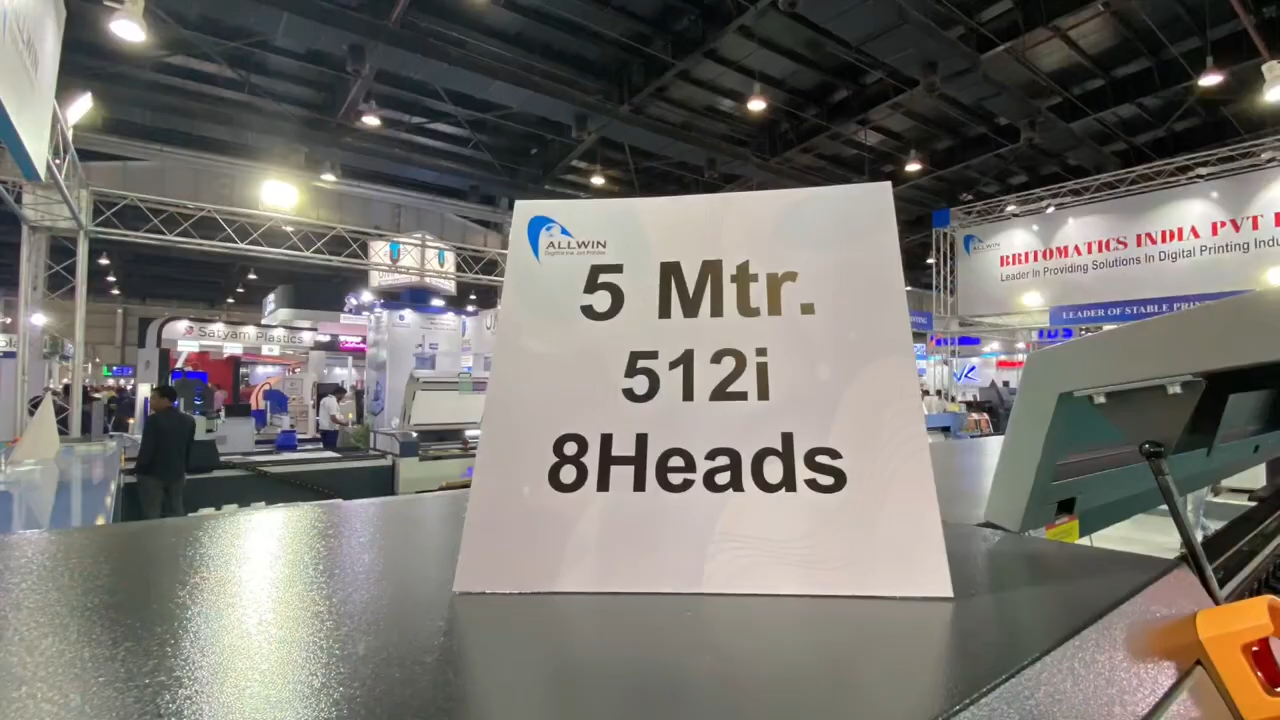 ALLWIN
5 Mtr.
512i
8Heads
Satyam Plastics
ALLWIN
BRITOMATICS INDIA PVT
Leader In Providing Solutions In Digital Printing
LEADER OF STABLE